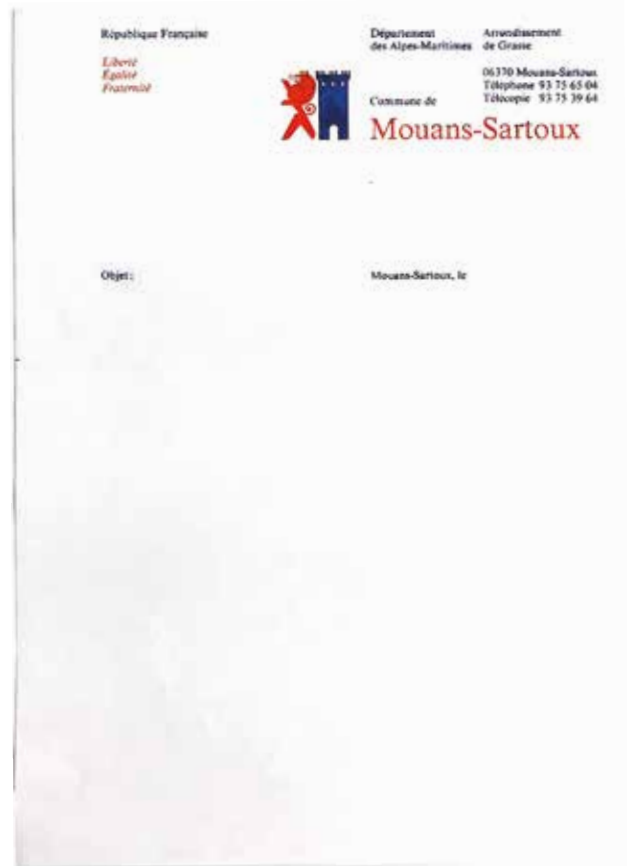 République Française
Liberté
Égalité
Fraternité
Département
des Alpes-Maritimes
Arrondissement
de Grasse
06370 Mouans-Sartoux
Télephone 93 75 65 04
Télécopie 93 75 39 64
Commune de
Mouans-Sartoux
Objet :
Mouans-Sartoux, le